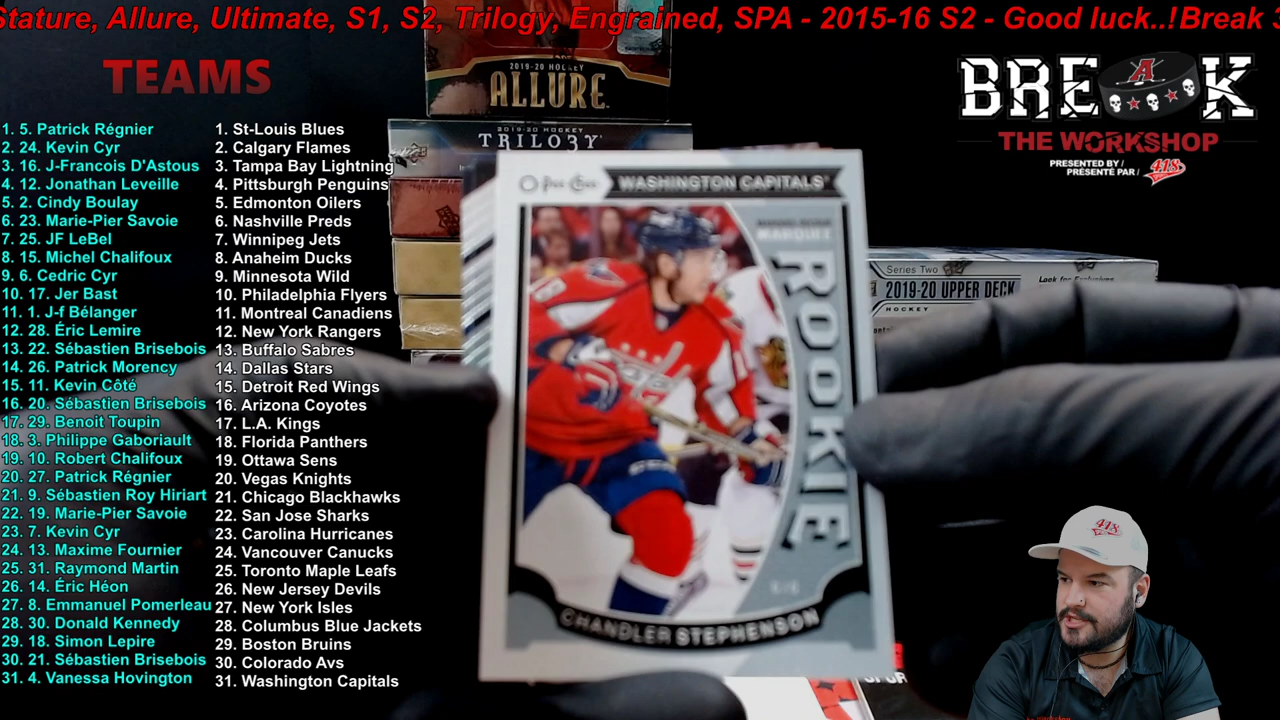 Stature, Allure, Ultimate, S1, S2, Trilogy, Engrained, SPA - 2015-16 S2 - Good luck..!Break
TEAMS
1. 5. Patrick Régnier
2. 24. Kevin Cyr
3. 16. J-Francois D'Astous
4. 12. Jonathan Leveille
5. 2. Cindy Boulay
6. 23. Marie-Pier Savoie
7. 25. JF LeBel
8. 15. Michel Chalifoux
9. 6. Cedric Cyr
10. 17. Jer Bast
11. 1. J-f Bélanger
12. 28. Éric Lemire
13. 22. Sébastien Brisebois
14. 26. Patrick Morency
15. 11. Kevin Côté
16. 20. Sébastien Brisebois
17. 29. Benoit Toupin
18. 3. Philippe Gaboriault
19. 10. Robert Chalifoux
20. 27. Patrick Régnier
21. 9. Sébastien Roy Hiriart
22. 19. Marie-Pier Savoie
23. 7. Kevin Cyr
24. 13. Maxime Fournier
25. 31. Raymond Martin
26. 14. Éric Héon
27. 8. Emmanuel Pomerleau
28. 30. Donald Kennedy
29. 18. Simon Lepire
30. 21. Sébastien Brisebois
31. 4. Vanessa Hovington
1. St-Louis Blues
2. Calgary Flames
3. Tampa Bay Lightning
4. Pittsburgh Penguins
5. Edmonton Oilers
6. Nashville Preds
7. Winnipeg Jets
8. Anaheim Ducks
9. Minnesota Wild
10. Philadelphia Flyers
11. Montreal Canadiens
12. New York Rangers
13. Buffalo Sabres
14. Dallas Stars
15. Detroit Red Wings
16. Arizona Coyotes
17. L.A. Kings
18. Florida Panthers
19. Ottawa Sens
20. Vegas Knights
21. Chicago Blackhawks
22. San Jose Sharks
23. Carolina Hurricanes
24. Vancouver Canucks
25. Toronto Maple Leafs
26. New Jersey Devils
27. New York Isles
28. Columbus Blue Jackets
29. Boston Bruins
30. Colorado Avs
31. Washington Capitals
2019-20 HOCKEY
ALLURE
2019-20 HOCKEY
TRILO3Y
O-Pee-Chee
WASHINGTON CAPITALS
MARQUEE
ROOKIE
CHANDLER STEPHENSON
BREAK
A
THE WORKSHOP
PRESENTED BY /
PRÉSENTÉ PAR /
418
Series Two
2019-20 UPPER DECK
HOCKEY
Look for Exclusives
418